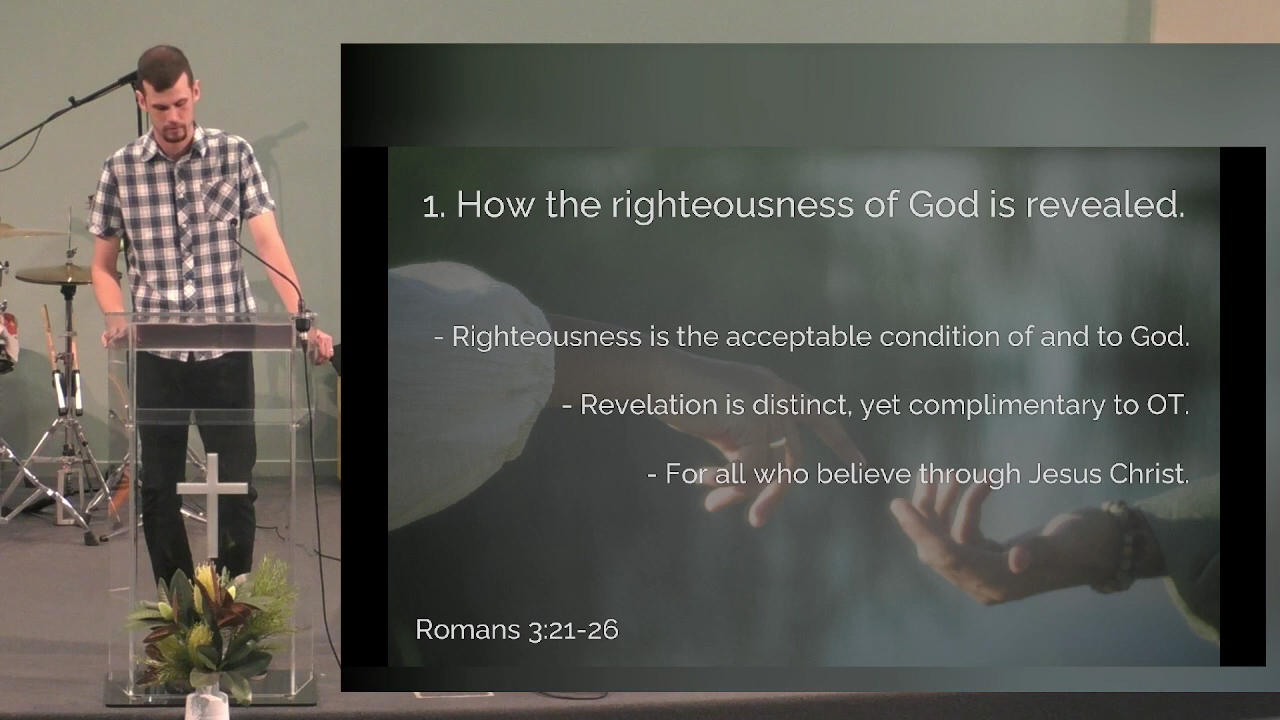 1. How the righteousness of God is revealed.
- Righteousness is the acceptable condition of and to God.
- Revelation is distinct, yet complimentary to OT.
- For all who believe through Jesus Christ.
Romans 3:21-26